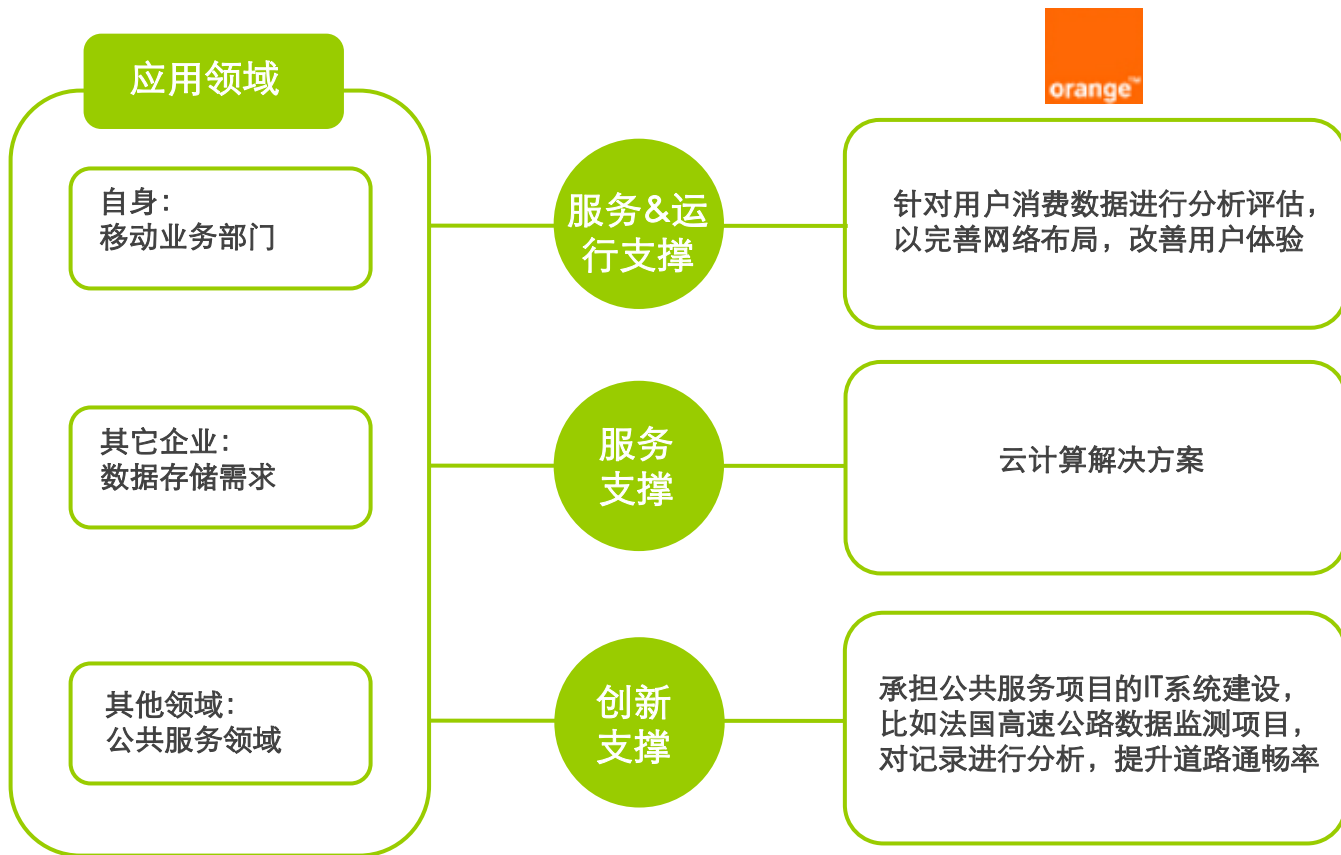 应用领域
orange™
自身：
移动业务部门
服务&运
行支撑
针对用户消费数据进行分析评估，
以完善网络布局，改善用户体验
其它企业：
数据存储需求
服务
支撑
云计算解决方案
其他领域：
公共服务领域
创新
支撑
承担公共服务项目的IT系统建设，
比如法国高速公路数据监测项目，
对记录进行分析，提升道路通畅率